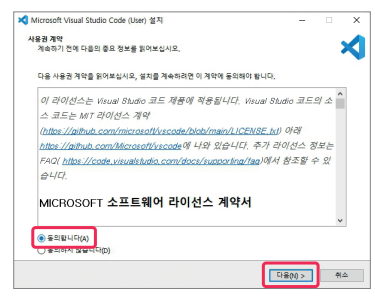 Microsoft Visual Studio Code (User) 설치
사용권 계약
계속하기 전에 다음의 중요 정보를 읽어보십시오.
다음 사용권 계약을 읽어보십시오, 설치를 계속하려면 이 계약에 동의해야 합니다.
이 라이선스는 Visual Studio 코드 제품에 적용됩니다. Visual Studio 코드의 소
스 코드는 MIT 라이선스 계약
(https://github.com/microsoft/vscode/blob/main/LICENSE.txt) 아래
https://github.com/Microsoft/vscode에 나와 있습니다. 추가 라이선스 정보는
FAQ( https://code.visualstudio.com/docs/supporting/faq)에서 참조할 수 있
습니다.
MICROSOFT 소프트웨어 라이선스 계약서
동의합니다(A)
동의하지 않습니다(D)
다음(N) >
취소